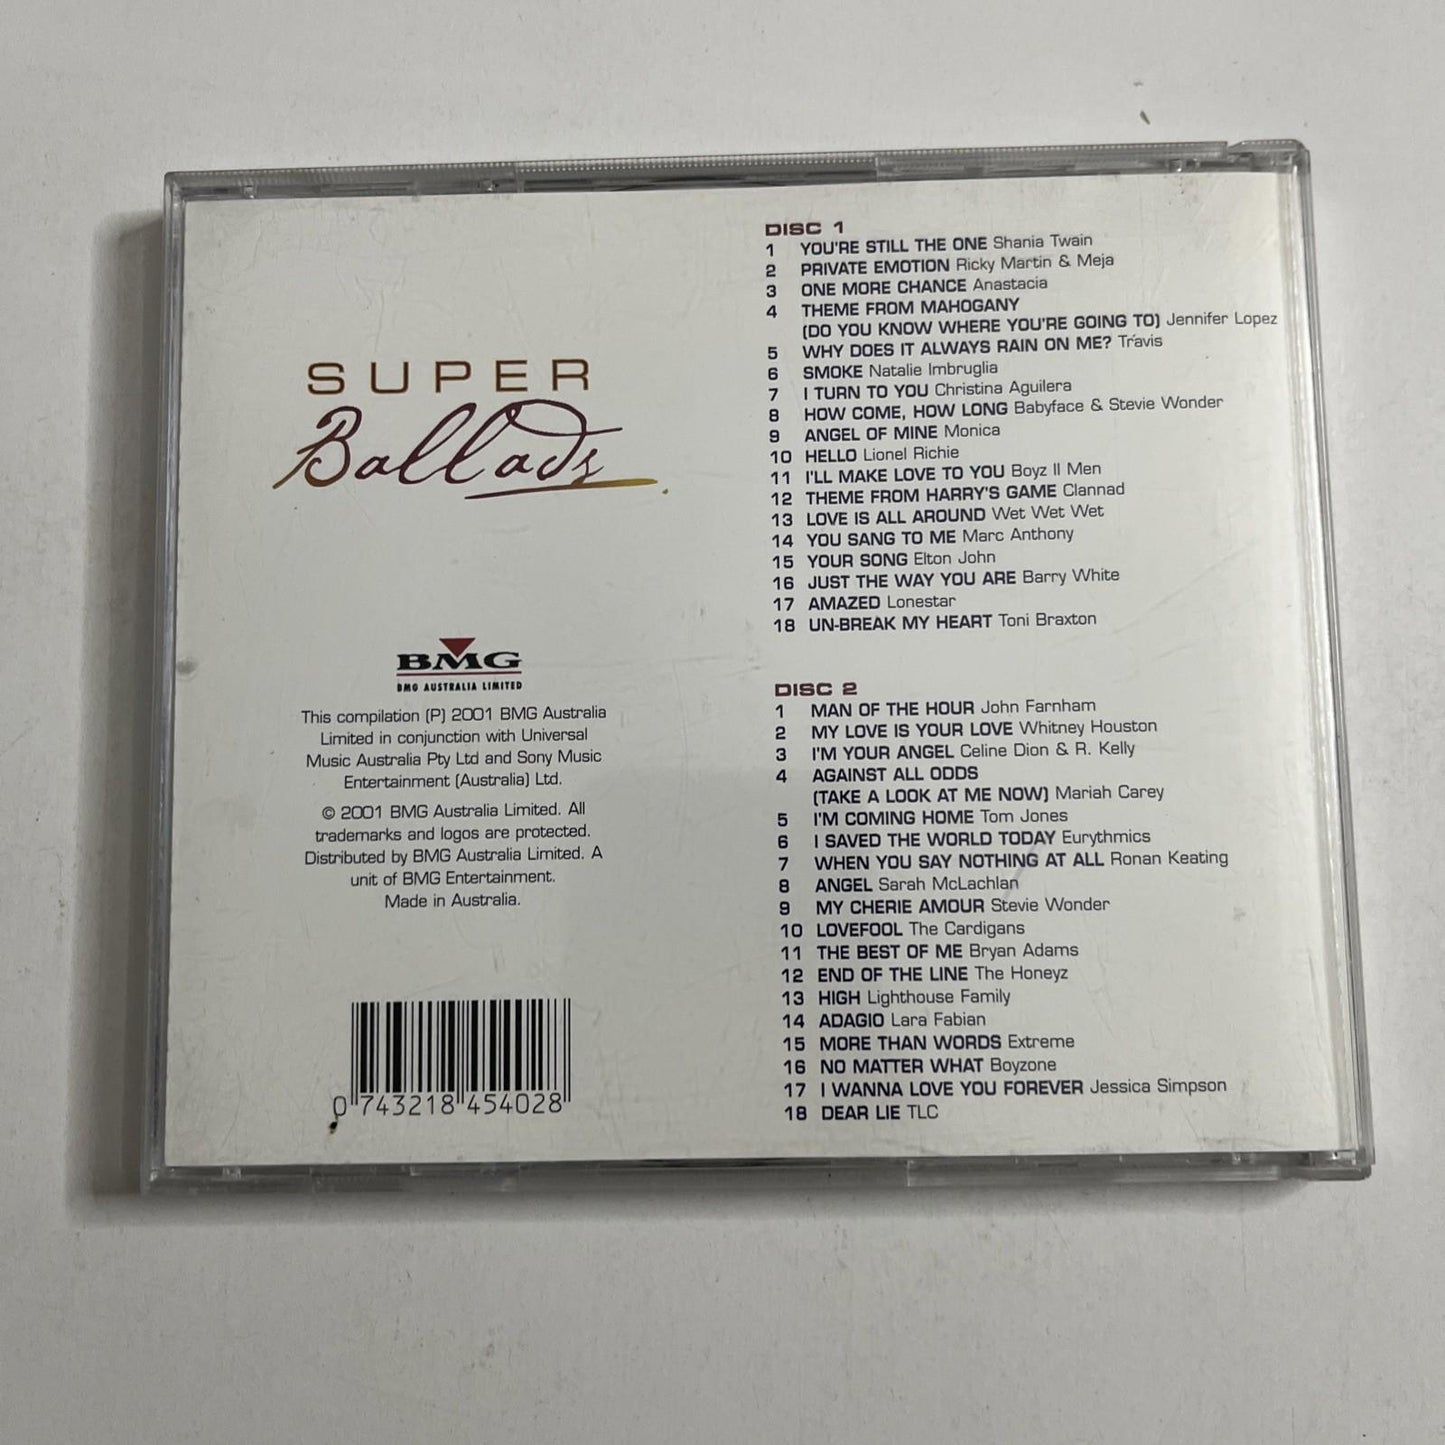 SUPER
Ballads
BMG
BMG AUSTRALIA LIMITED
This compilation (P) 2001 BMG Australia
Limited in conjunction with Universal
Music Australia Pty Ltd and Sony Music
Entertainment (Australia) Ltd.
© 2001 BMG Australia Limited. All
trademarks and logos are protected.
Distributed by BMG Australia Limited. A
unit of BMG Entertainment.
Made in Australia.
0 743218 454028
DISC 1
1 YOU'RE STILL THE ONE Shania Twain
2 PRIVATE EMOTION Ricky Martin & Meja
3 ONE MORE CHANCE Anastacia
4 THEME FROM MAHOGANY
(DO YOU KNOW WHERE YOU'RE GOING TO) Jennifer Lopez
5 WHY DOES IT ALWAYS RAIN ON ME? Travis
6 SMOKE Natalie Imbruglia
7 I TURN TO YOU Christina Aguilera
8 HOW COME, HOW LONG Babyface & Stevie Wonder
9 ANGEL OF MINE Monica
10 HELLO Lionel Richie
11 I'LL MAKE LOVE TO YOU Boyz II Men
12 THEME FROM HARRY'S GAME Clannad
13 LOVE IS ALL AROUND Wet Wet Wet
14 YOU SANG TO ME Marc Anthony
15 YOUR SONG Elton John
16 JUST THE WAY YOU ARE Barry White
17 AMAZED Lonestar
18 UN-BREAK MY HEART Toni Braxton
DISC 2
1 MAN OF THE HOUR John Farnham
2 MY LOVE IS YOUR LOVE Whitney Houston
3 I'M YOUR ANGEL Celine Dion & R. Kelly
4 AGAINST ALL ODDS
(TAKE A LOOK AT ME NOW) Mariah Carey
5 I'M COMING HOME Tom Jones
6 I SAVED THE WORLD TODAY Eurythmics
7 WHEN YOU SAY NOTHING AT ALL Ronan Keating
8 ANGEL Sarah McLachlan
9 MY CHERIE AMOUR Stevie Wonder
10 LOVEFOOL The Cardigans
11 THE BEST OF ME Bryan Adams
12 END OF THE LINE The Honeyz
13 HIGH Lighthouse Family
14 ADAGIO Lara Fabian
15 MORE THAN WORDS Extreme
16 NO MATTER WHAT Boyzone
17 I WANNA LOVE YOU FOREVER Jessica Simpson
18 DEAR LIE TLC